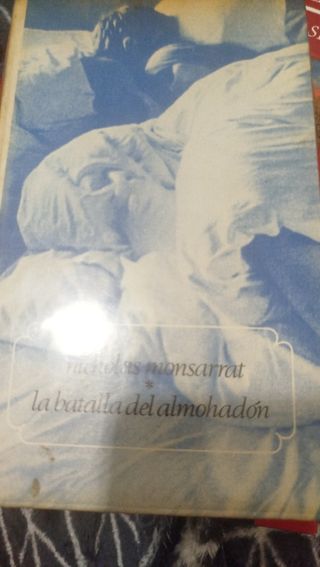 nicholas monsarrat
*
la batalla del almohadón